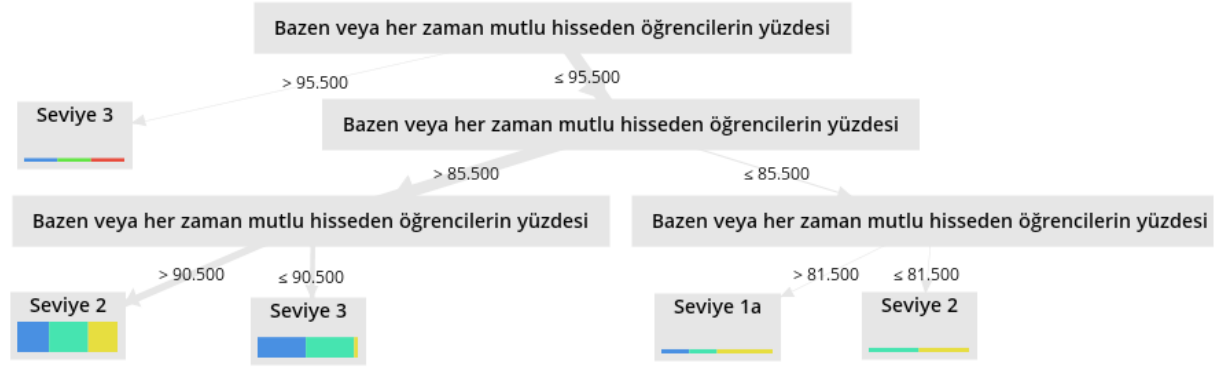 Bazen veya her zaman mutlu hisseden öğrencilerin yüzdesi
> 95.500
≤ 95.500
Seviye 3
Bazen veya her zaman mutlu hisseden öğrencilerin yüzdesi
> 85.500
≤ 85.500
Bazen veya her zaman mutlu hisseden öğrencilerin yüzdesi
Bazen veya her zaman mutlu hisseden öğrencilerin yüzdesi
> 90.500
≤ 90.500
> 81.500
≤ 81.500
Seviye 2
Seviye 3
Seviye 1a
Seviye 2